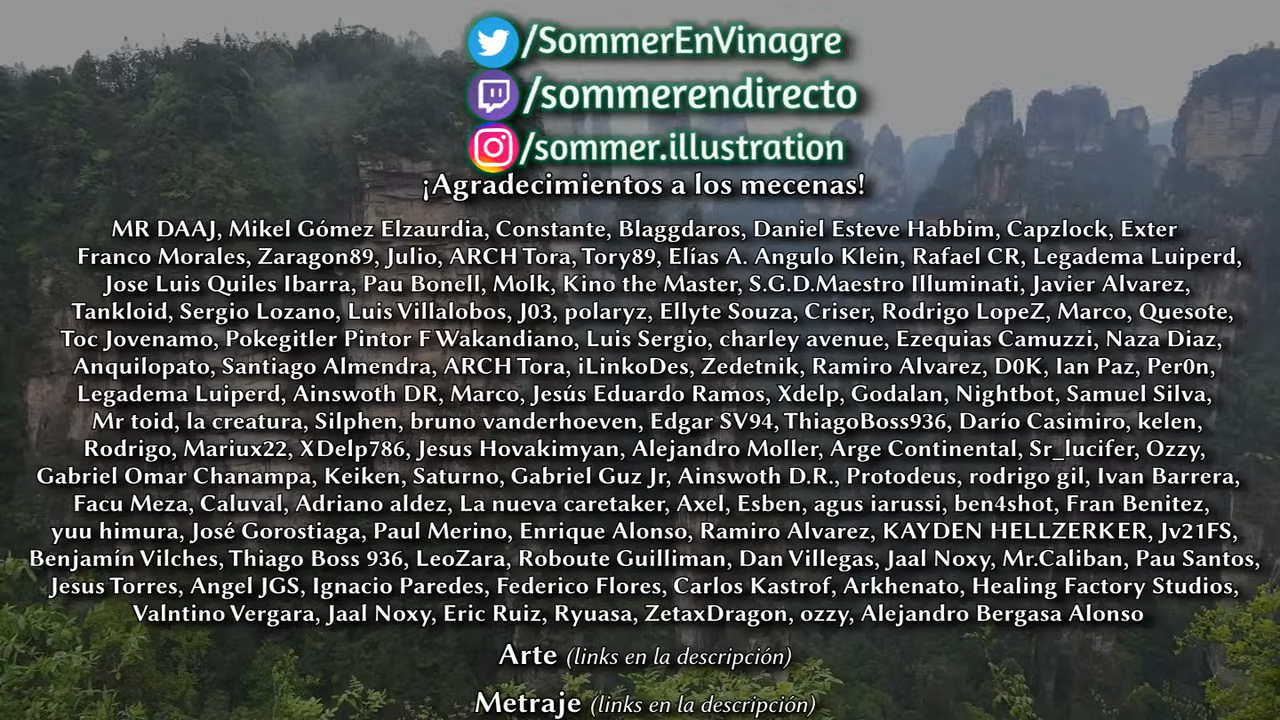 /SommerEnVinagre
/sommerendirecto
/sommer.illustration
¡Agradecimientos a los mecenas!
MR DAAJ, Mikel Gómez Elzaurdia, Constante, Blaggdaros, Daniel Esteve Habbim, Capzlock, Exter
Franco Morales, Zaragon89, Julio, ARCH Tora, Tory89, Elías A. Angulo Klein, Rafael CR, Legadema Luiperd,
Jose Luis Quiles Ibarra, Pau Bonell, Molk, Kino the Master, S.G.D.Maestro Illuminati, Javier Alvarez,
Tankloid, Sergio Lozano, Luis Villalobos, J03, polaryz, Ellyte Souza, Criser, Rodrigo LopeZ, Marco, Quesote,
Toc Jovenamo, Pokegitler Pintor F Wakandiano, Luis Sergio, charley avenue, Ezequias Camuzzi, Naza Diaz,
Anquilopato, Santiago Almendra, ARCH Tora, iLinkoDes, Zedetnik, Ramiro Alvarez, D0K, Ian Paz, Per0n,
Legadema Luiperd, Ainswoth DR, Marco, Jesús Eduardo Ramos, Xdelp, Godalan, Nightbot, Samuel Silva,
Mr toid, la creatura, Silphen, bruno vanderhoeven, Edgar SV94, ThiagoBoss936, Darío Casimiro, kelen,
Rodrigo, Mariux22, XDelp786, Jesus Hovakimyan, Alejandro Moller, Arge Continental, Sr_lucifer, Ozzy,
Gabriel Omar Chanampa, Keiken, Saturno, Gabriel Guz Jr, Ainswoth D.R., Protodeus, rodrigo gil, Ivan Barrera,
Facu Meza, Caluval, Adriano aldez, La nueva caretaker, Axel, Esben, agus iarussi, ben4shot, Fran Benitez,
yuu himura, José Gorostiaga, Paul Merino, Enrique Alonso, Ramiro Alvarez, KAYDEN HELLZERKER, Jv21FS,
Benjamín Vilches, Thiago Boss 936, LeoZara, Roboute Guilliman, Dan Villegas, Jaal Noxy, Mr.Caliban, Pau Santos,
Jesus Torres, Angel JGS, Ignacio Paredes, Federico Flores, Carlos Kastrof, Arkhenato, Healing Factory Studios,
Valntino Vergara, Jaal Noxy, Eric Ruiz, Ryuasa, ZetaxDragon, ozzy, Alejandro Bergasa Alonso
Arte (links en la descripción)
Metraje (links en la descripción)